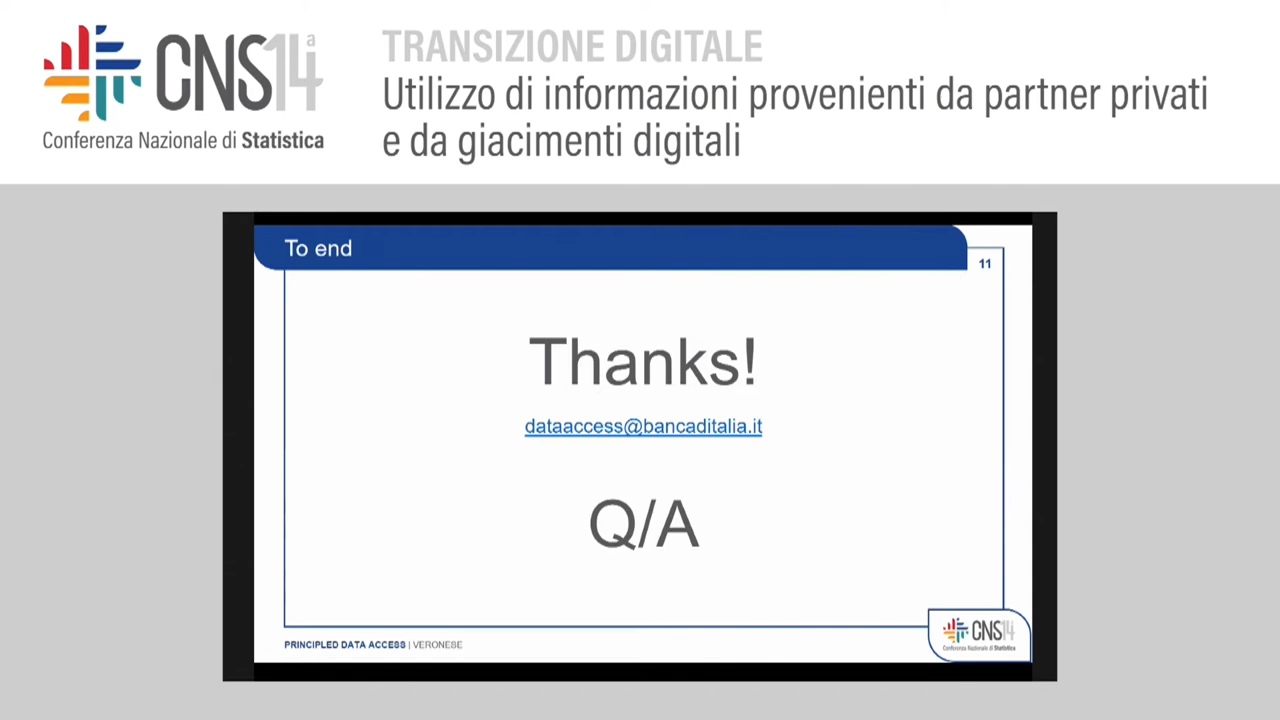 CNS14ª
Conferenza Nazionale di Statistica
TRANSIZIONE DIGITALE
Utilizzo di informazioni provenienti da partner privati
e da giacimenti digitali
To end
11
Thanks!
dataaccess@bancaditalia.it
Q/A
PRINCIPLED DATA ACCESS | VERONESE
CNS14
Conferenza Nazionale di Statistica